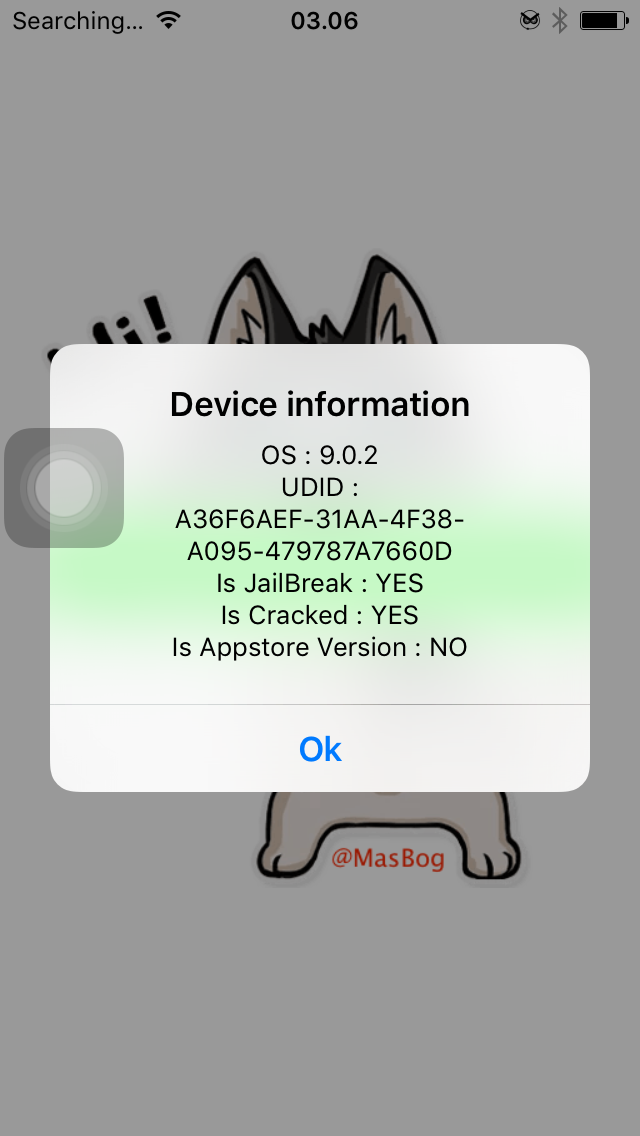 Searching...
03.06
Device information
OS : 9.0.2
UDID :
A36F6AEF-31AA-4F38-
A095-479787A7660D
Is JailBreak : YES
Is Cracked : YES
Is Appstore Version : NO
Ok
@MasBog